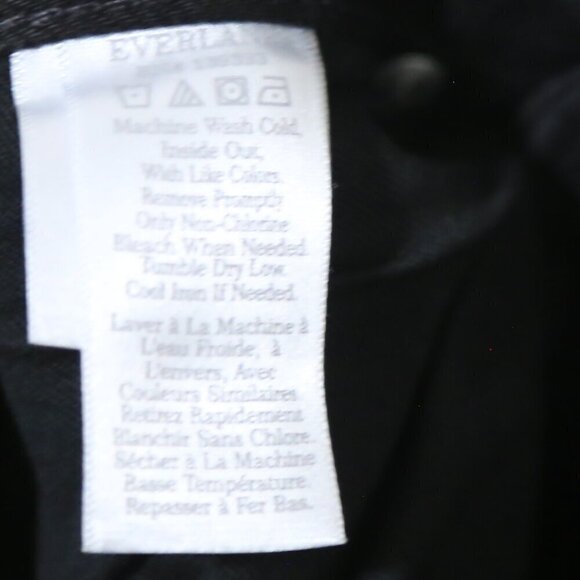 EVERLANE
Machine Wash Cold,
Inside Out,
With Like Colors.
Remove Promptly
Only Non-Chlorine
Bleach When Needed.
Tumble Dry Low.
Cool Iron If Needed.
Laver à La Machine à
L'eau Froide, à
L'envers, Avec
Couleurs Similaires.
Retirez Rapidement
Blanchir Sans Chlore.
Sécher à La Machine
Basse Température.
Repasser à Fer Bas.